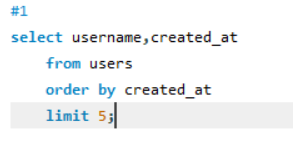 #1
select username,created_at
from users
order by created_at
limit 5;